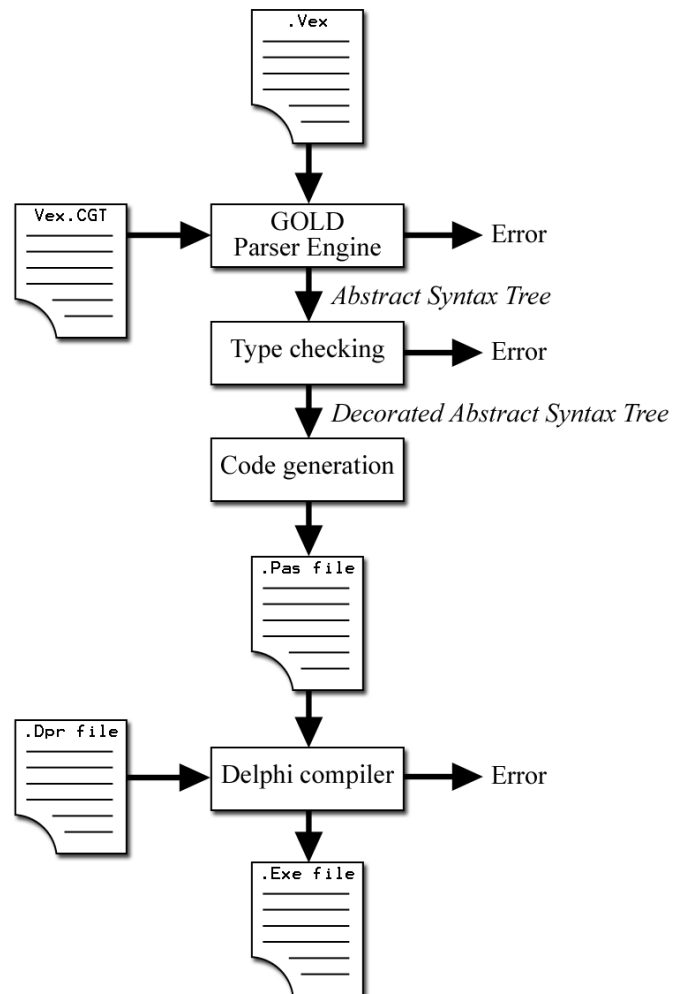 .Vex
Vex.CGT
GOLD
Parser Engine
Error
Abstract Syntax Tree
Type checking
Error
Decorated Abstract Syntax Tree
Code generation
.Pas file
.Dpr file
Delphi compiler
Error
.Exe file